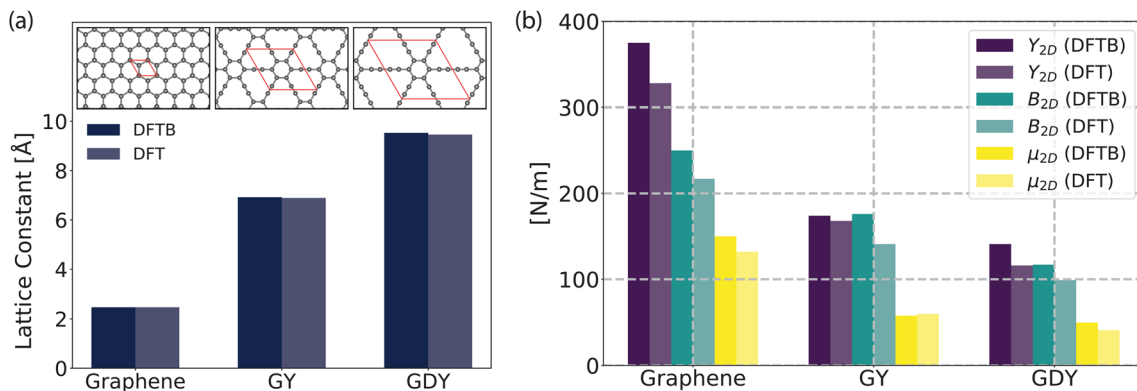 (a)
Lattice Constant [Å]
10
8
6
4
2
0
DFTB
DFT
Graphene GY GDY
(b)
[N/m]
400
300
200
100
0
Y2D (DFTB)
Y2D (DFT)
B2D (DFTB)
B2D (DFT)
μ2D (DFTB)
μ2D (DFT)
Graphene GY GDY